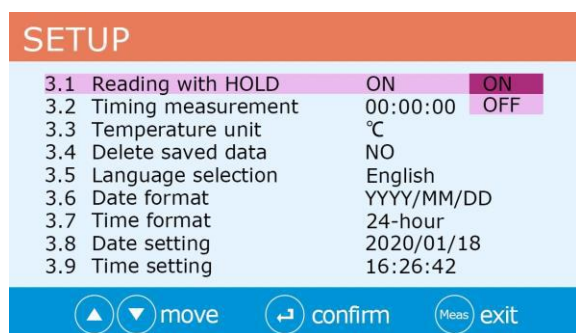 SETUP
3.1 Reading with HOLD ON ON
3.2 Timing measurement 00:00:00 OFF
3.3 Temperature unit ℃
3.4 Delete saved data NO
3.5 Language selection English
3.6 Date format YYYY/MM/DD
3.7 Time format 24-hour
3.8 Date setting 2020/01/18
3.9 Time setting 16:26:42
move confirm Meas exit